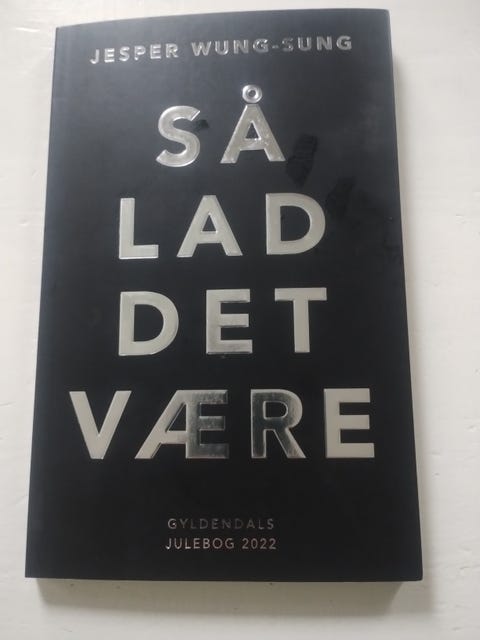 JESPER WUNG-SUNG
SÅ
LAD
DET
VÆRE
GYLDENDALS
JULEBOG 2022